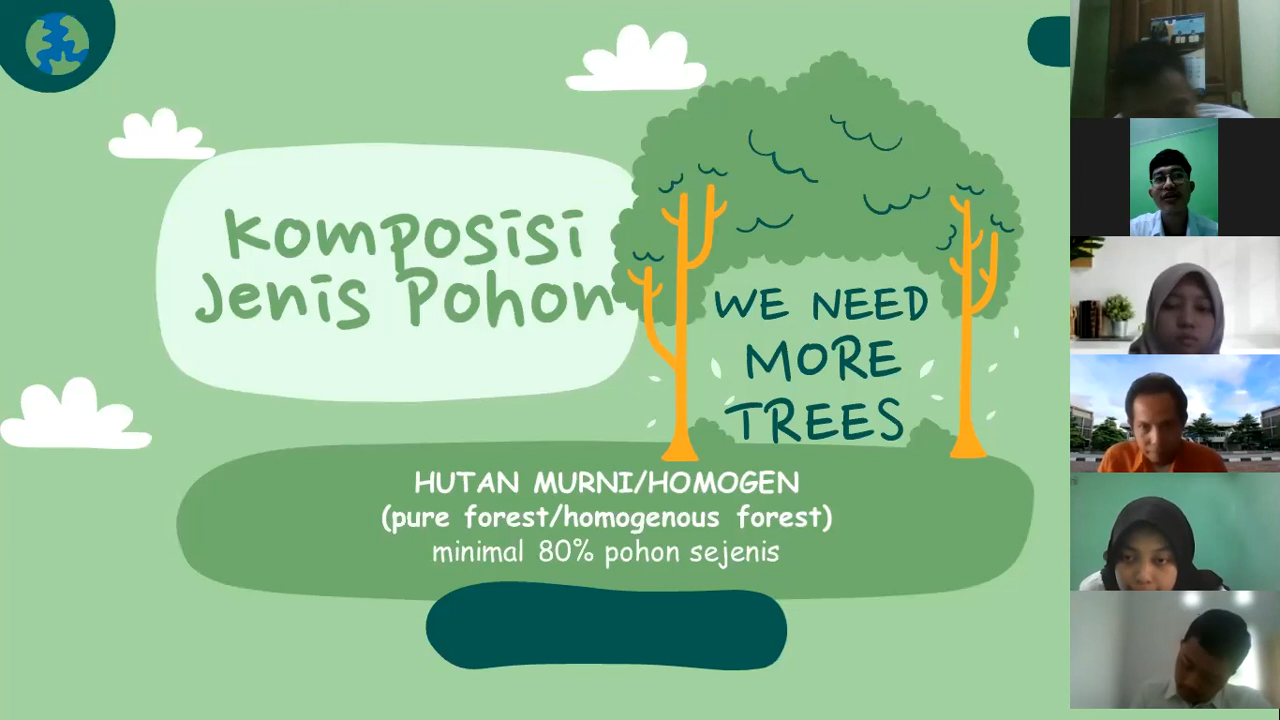 Komposisi
Jenis Pohon
WE NEED
MORE
TREES
HUTAN MURNI/HOMOGEN
(pure forest/homogenous forest)
minimal 80% pohon sejenis